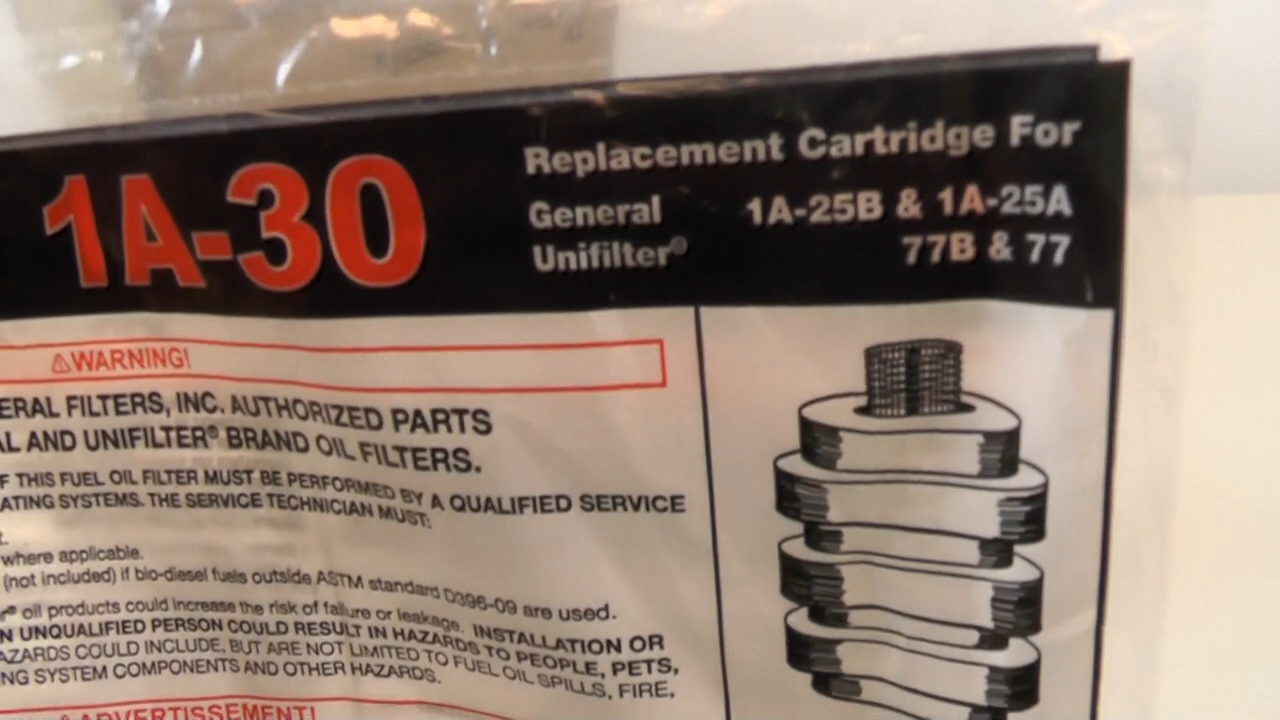 1A-30
Replacement Cartridge For
General 1A-25B & 1A-25A
Unifilter® 77B & 77
⚠WARNING!
ERAL FILTERS, INC. AUTHORIZED PARTS
AL AND UNIFILTER® BRAND OIL FILTERS.
F THIS FUEL OIL FILTER MUST BE PERFORMED BY A QUALIFIED SERVICE
ATING SYSTEMS. THE SERVICE TECHNICIAN MUST:
t.
where applicable.
(not included) if bio-diesel fuels outside ASTM standard D396-09 are used.
r® oil products could increase the risk of failure or leakage. INSTALLATION OR
N UNQUALIFIED PERSON COULD RESULT IN HAZARDS TO PEOPLE, PETS,
AZARDS COULD INCLUDE, BUT ARE NOT LIMITED TO FUEL OIL SPILLS, FIRE,
NG SYSTEM COMPONENTS AND OTHER HAZARDS.
⚠ADVERTISSEMENT!